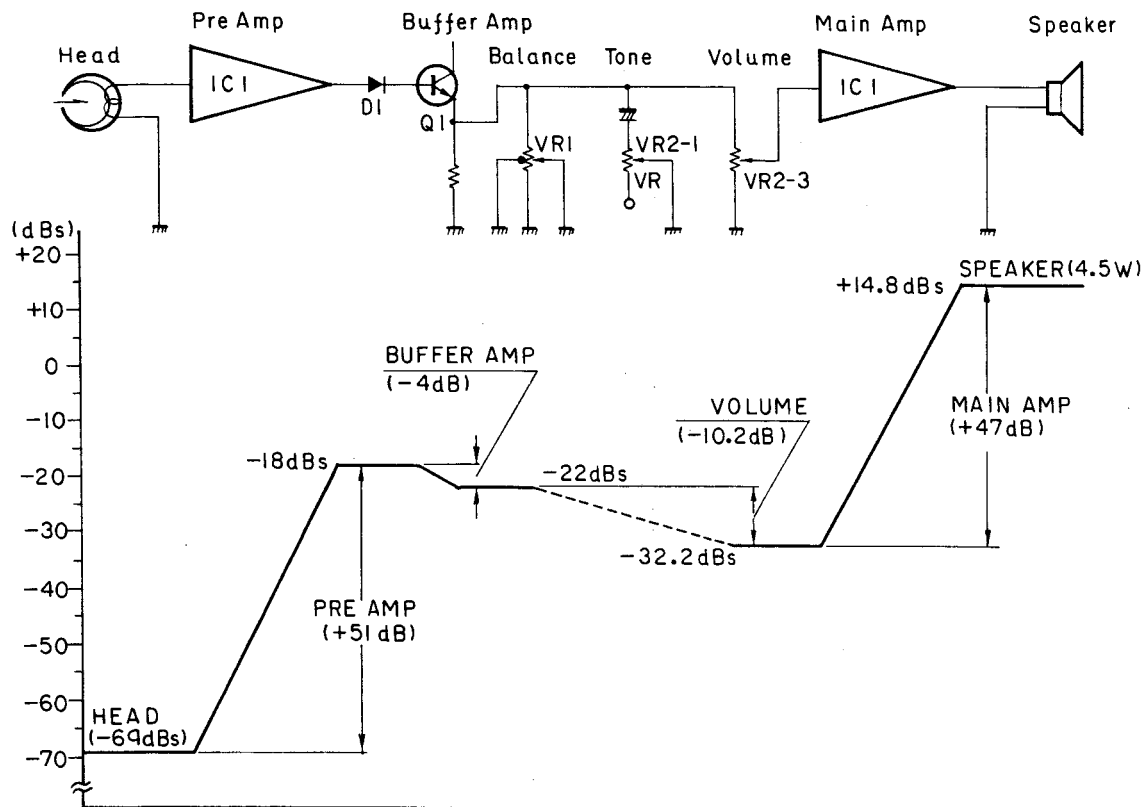 Pre Amp
Buffer Amp
Main Amp
Speaker
Head
Balance
Tone
Volume
IC1
D1
Q1
VR1
VR2-1
VR
VR2-3
IC1
(dBs)
+20
+10
0
-10
-20
-30
-40
-50
-60
-70
SPEAKER(4.5W)
+14.8dBs
BUFFER AMP
(-4dB)
VOLUME
(-10.2dB)
MAIN AMP
(+47dB)
-18dBs
-22dBs
-32.2dBs
PRE AMP
(+51dB)
HEAD
(-69dBs)